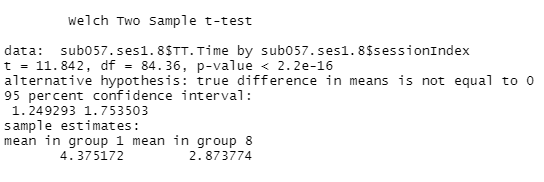 Welch Two Sample t-test
data: sub057.ses1.8$TT.Time by sub057.ses1.8$sessionIndex
t = 11.842, df = 84.36, p-value < 2.2e-16
alternative hypothesis: true difference in means is not equal to 0
95 percent confidence interval:
1.249293 1.753503
sample estimates:
mean in group 1 mean in group 8
4.375172 2.873774